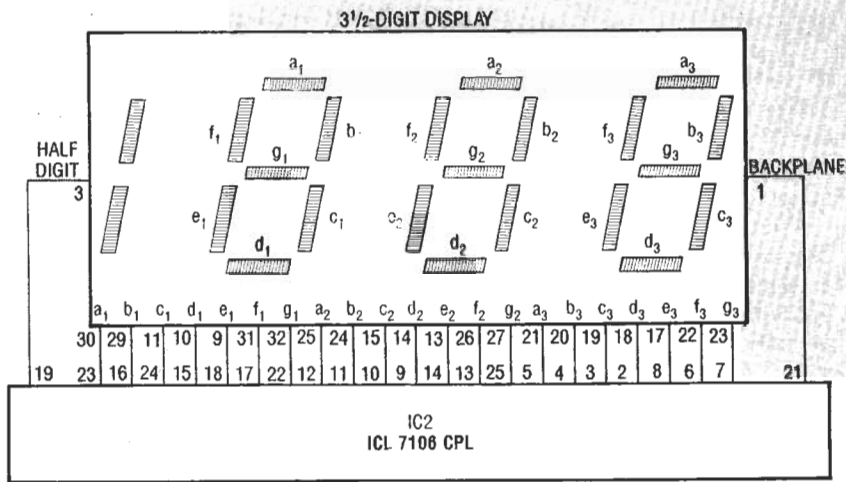 3 1/2-DIGIT DISPLAY
a₁ a₂ a₃
f₁ b f₂ b₂ f₃ b₃
HALF DIGIT
g₁ g₂ g₃
BACKPLANE
3 1
e₁ c₁ e₂ c₂ e₃ c₃
d₁ d₂ d₃
a₁ b₁ c₁ d₁ e₁ f₁ g₁ a₂ b₂ c₂ d₂ e₂ f₂ g₂ a₃ b₃ c₃ d₃ e₃ f₃ g₃
30 29 11 10 9 31 32 25 24 15 14 13 26 27 21 20 19 18 17 22 23
19 23 16 24 15 18 17 22 12 11 10 9 14 13 25 5 4 3 2 8 6 7 21
IC2
ICL 7106 CPL